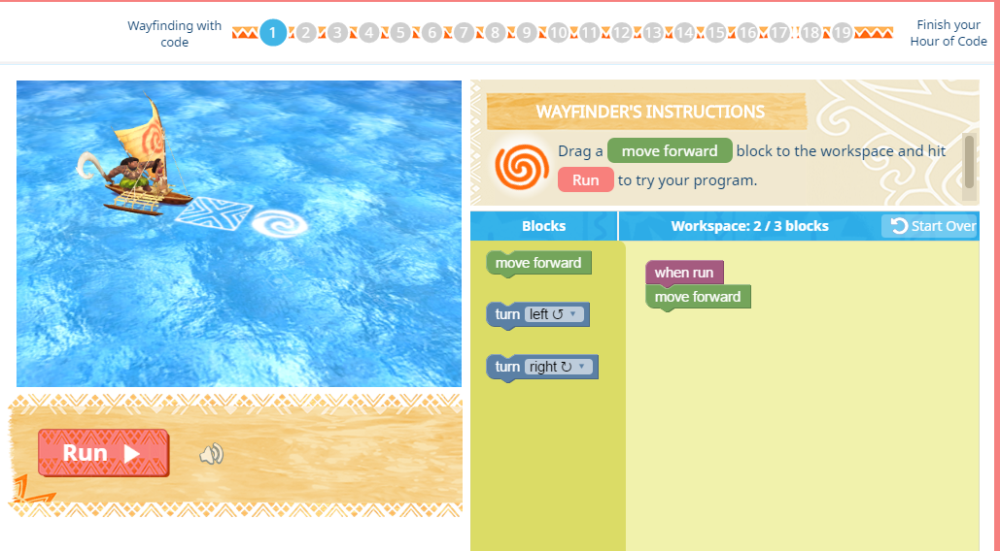 Wayfinding with
code
1 2 3 4 5 6 7 8 9 10 11 12 13 14 15 16 17 18 19
Finish your
Hour of Code
WAYFINDER'S INSTRUCTIONS
Drag a move forward block to the workspace and hit
Run to try your program.
Blocks
Workspace: 2 / 3 blocks
Start Over
move forward
turn left ↺ ▼
turn right ↻ ▼
when run
move forward
Run